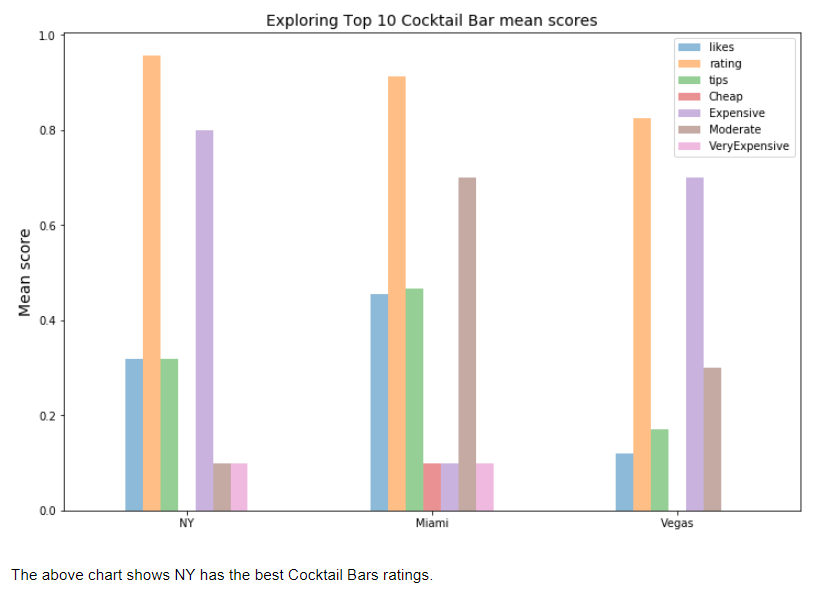 Exploring Top 10 Cocktail Bar mean scores
1.0
0.8
0.6
0.4
0.2
0.0
Mean score
likes
rating
tips
Cheap
Expensive
Moderate
VeryExpensive
NY
Miami
Vegas
The above chart shows NY has the best Cocktail Bars ratings.